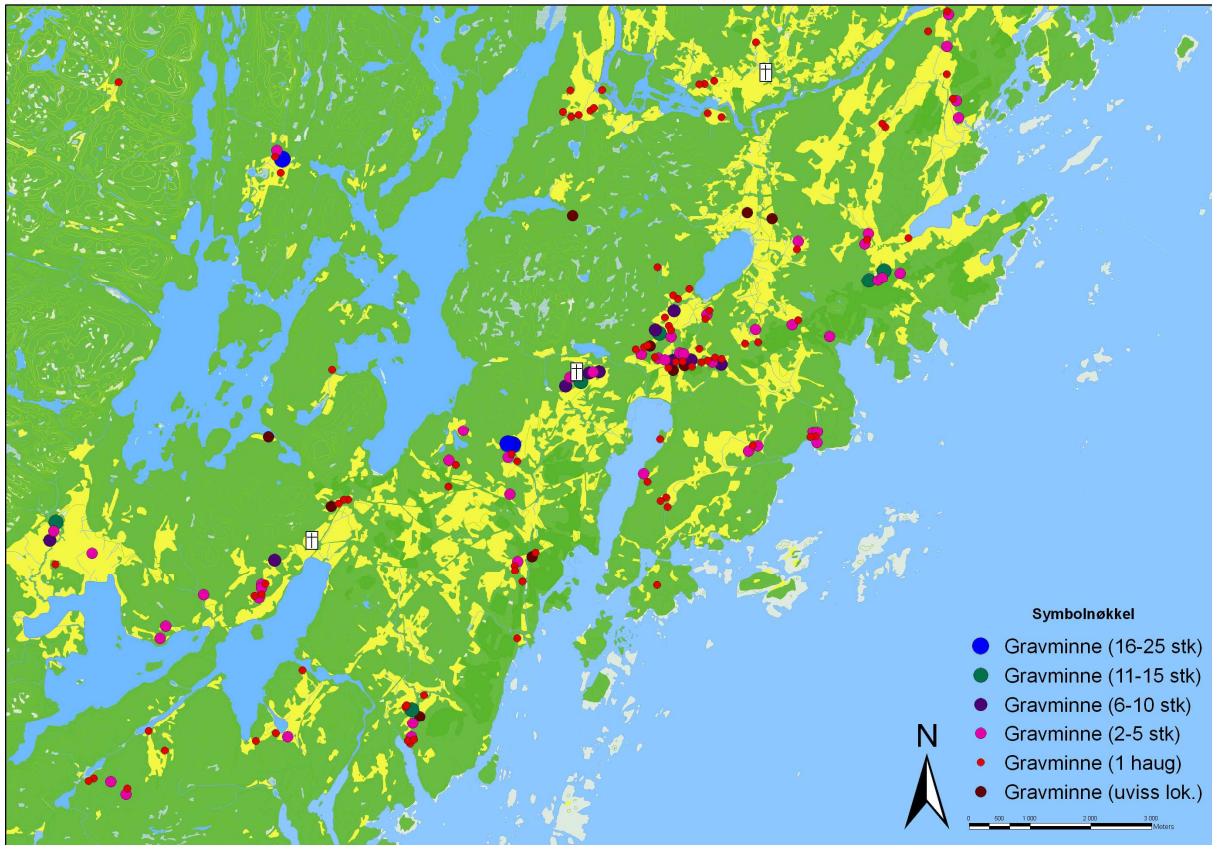 Symbolnøkkel
Gravminne (16-25 stk)
Gravminne (11-15 stk)
Gravminne (6-10 stk)
Gravminne (2-5 stk)
Gravminne (1 haug)
Gravminne (uviss lok.)
N
0 500 1 000 2 000 3 000
Meters